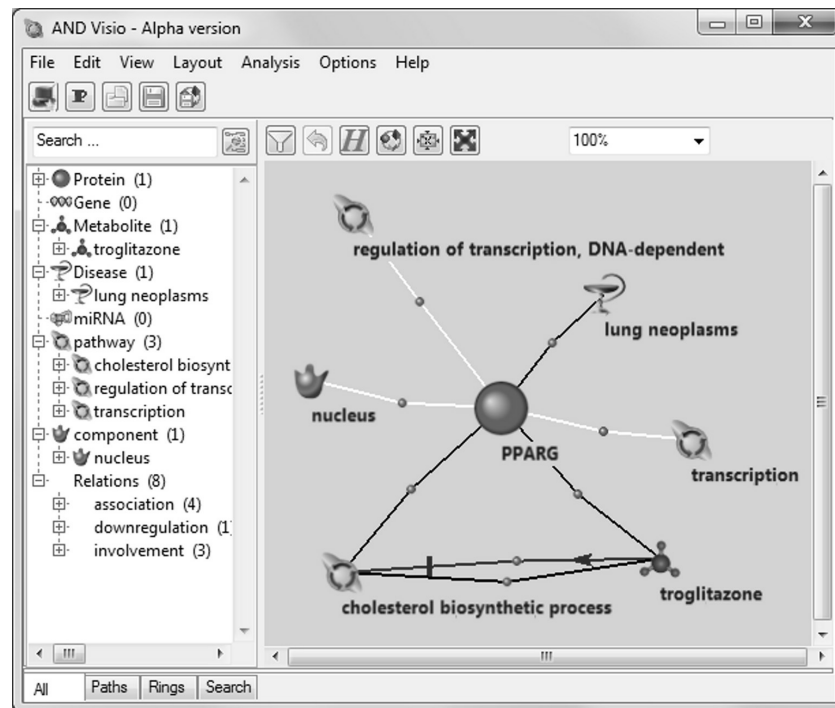 AND Visio - Alpha version
File Edit View Layout Analysis Options Help
P
Search ...
H
100%
Protein (1)
Gene (0)
Metabolite (1)
troglitazone
Disease (1)
lung neoplasms
miRNA (0)
pathway (3)
cholesterol biosynt
regulation of transc
transcription
component (1)
nucleus
Relations (8)
association (4)
downregulation (1
involvement (3)
regulation of transcription, DNA-dependent
lung neoplasms
nucleus
PPARG
transcription
cholesterol biosynthetic process
troglitazone
All Paths Rings Search